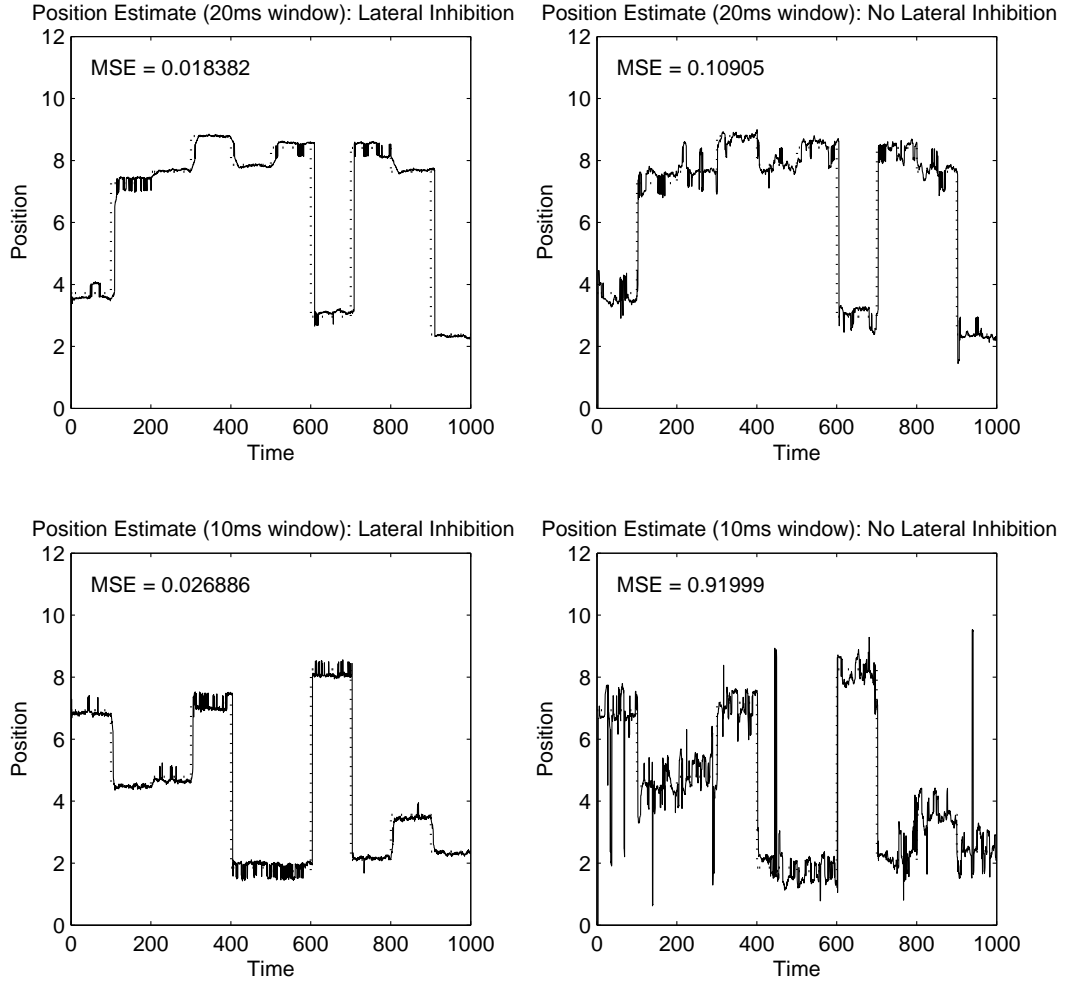 Position Estimate (20ms window): Lateral Inhibition
12
10
8
6
4
2
0
MSE = 0.018382
Position
0 200 400 600 800 1000
Time
Position Estimate (20ms window): No Lateral Inhibition
12
10
8
6
4
2
0
MSE = 0.10905
Position
0 200 400 600 800 1000
Time
Position Estimate (10ms window): Lateral Inhibition
12
10
8
6
4
2
0
MSE = 0.026886
Position
0 200 400 600 800 1000
Time
Position Estimate (10ms window): No Lateral Inhibition
12
10
8
6
4
2
0
MSE = 0.91999
Position
0 200 400 600 800 1000
Time